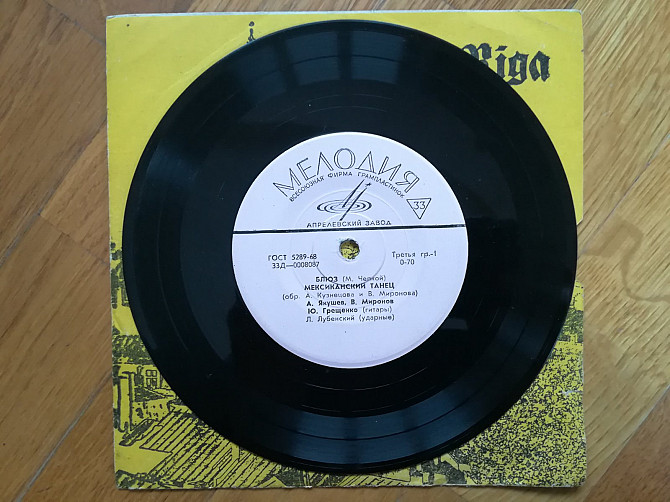 Riga
МЕЛОДИЯ
ВСЕСОЮЗНАЯ ФИРМА ГРАМПЛАСТИНОК
33
АПРЕЛЕВСКИЙ ЗАВОД
ГОСТ 5289-68
33Д—0008087
Третья гр.-1
0-70
БЛЮЗ (М. Черной)
МЕКСИКАНСКИЙ ТАНЕЦ
(обр. А. Кузнецова и В. Миронова)
А. Якушев, В. Миронов
Ю. Грещенко (гитары)
Л. Лубенский (ударные)